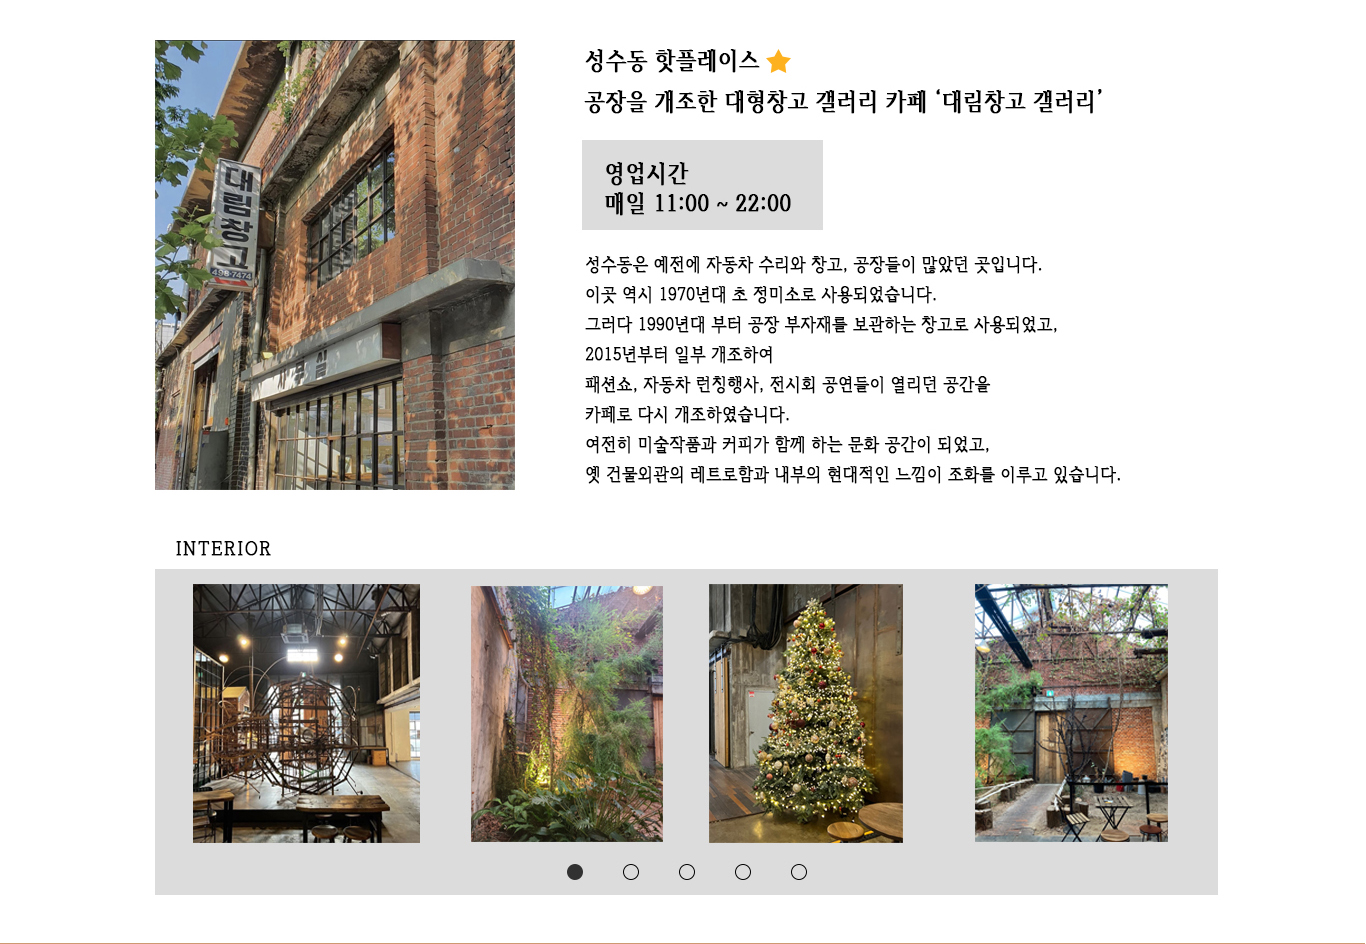 성수동 핫플레이스
공장을 개조한 대형창고 갤러리 카페 ‘대림창고 갤러리’
대림창고
498-7474
사무실
영업시간
매일 11:00 ~ 22:00
성수동은 예전에 자동차 수리와 창고, 공장들이 많았던 곳입니다.
이곳 역시 1970년대 초 정미소로 사용되었습니다.
그러다 1990년대 부터 공장 부자재를 보관하는 창고로 사용되었고,
2015년부터 일부 개조하여
패션쇼, 자동차 런칭행사, 전시회 공연들이 열리던 공간을
카페로 다시 개조하였습니다.
여전히 미술작품과 커피가 함께 하는 문화 공간이 되었고,
옛 건물외관의 레트로함과 내부의 현대적인 느낌이 조화를 이루고 있습니다.
INTERIOR